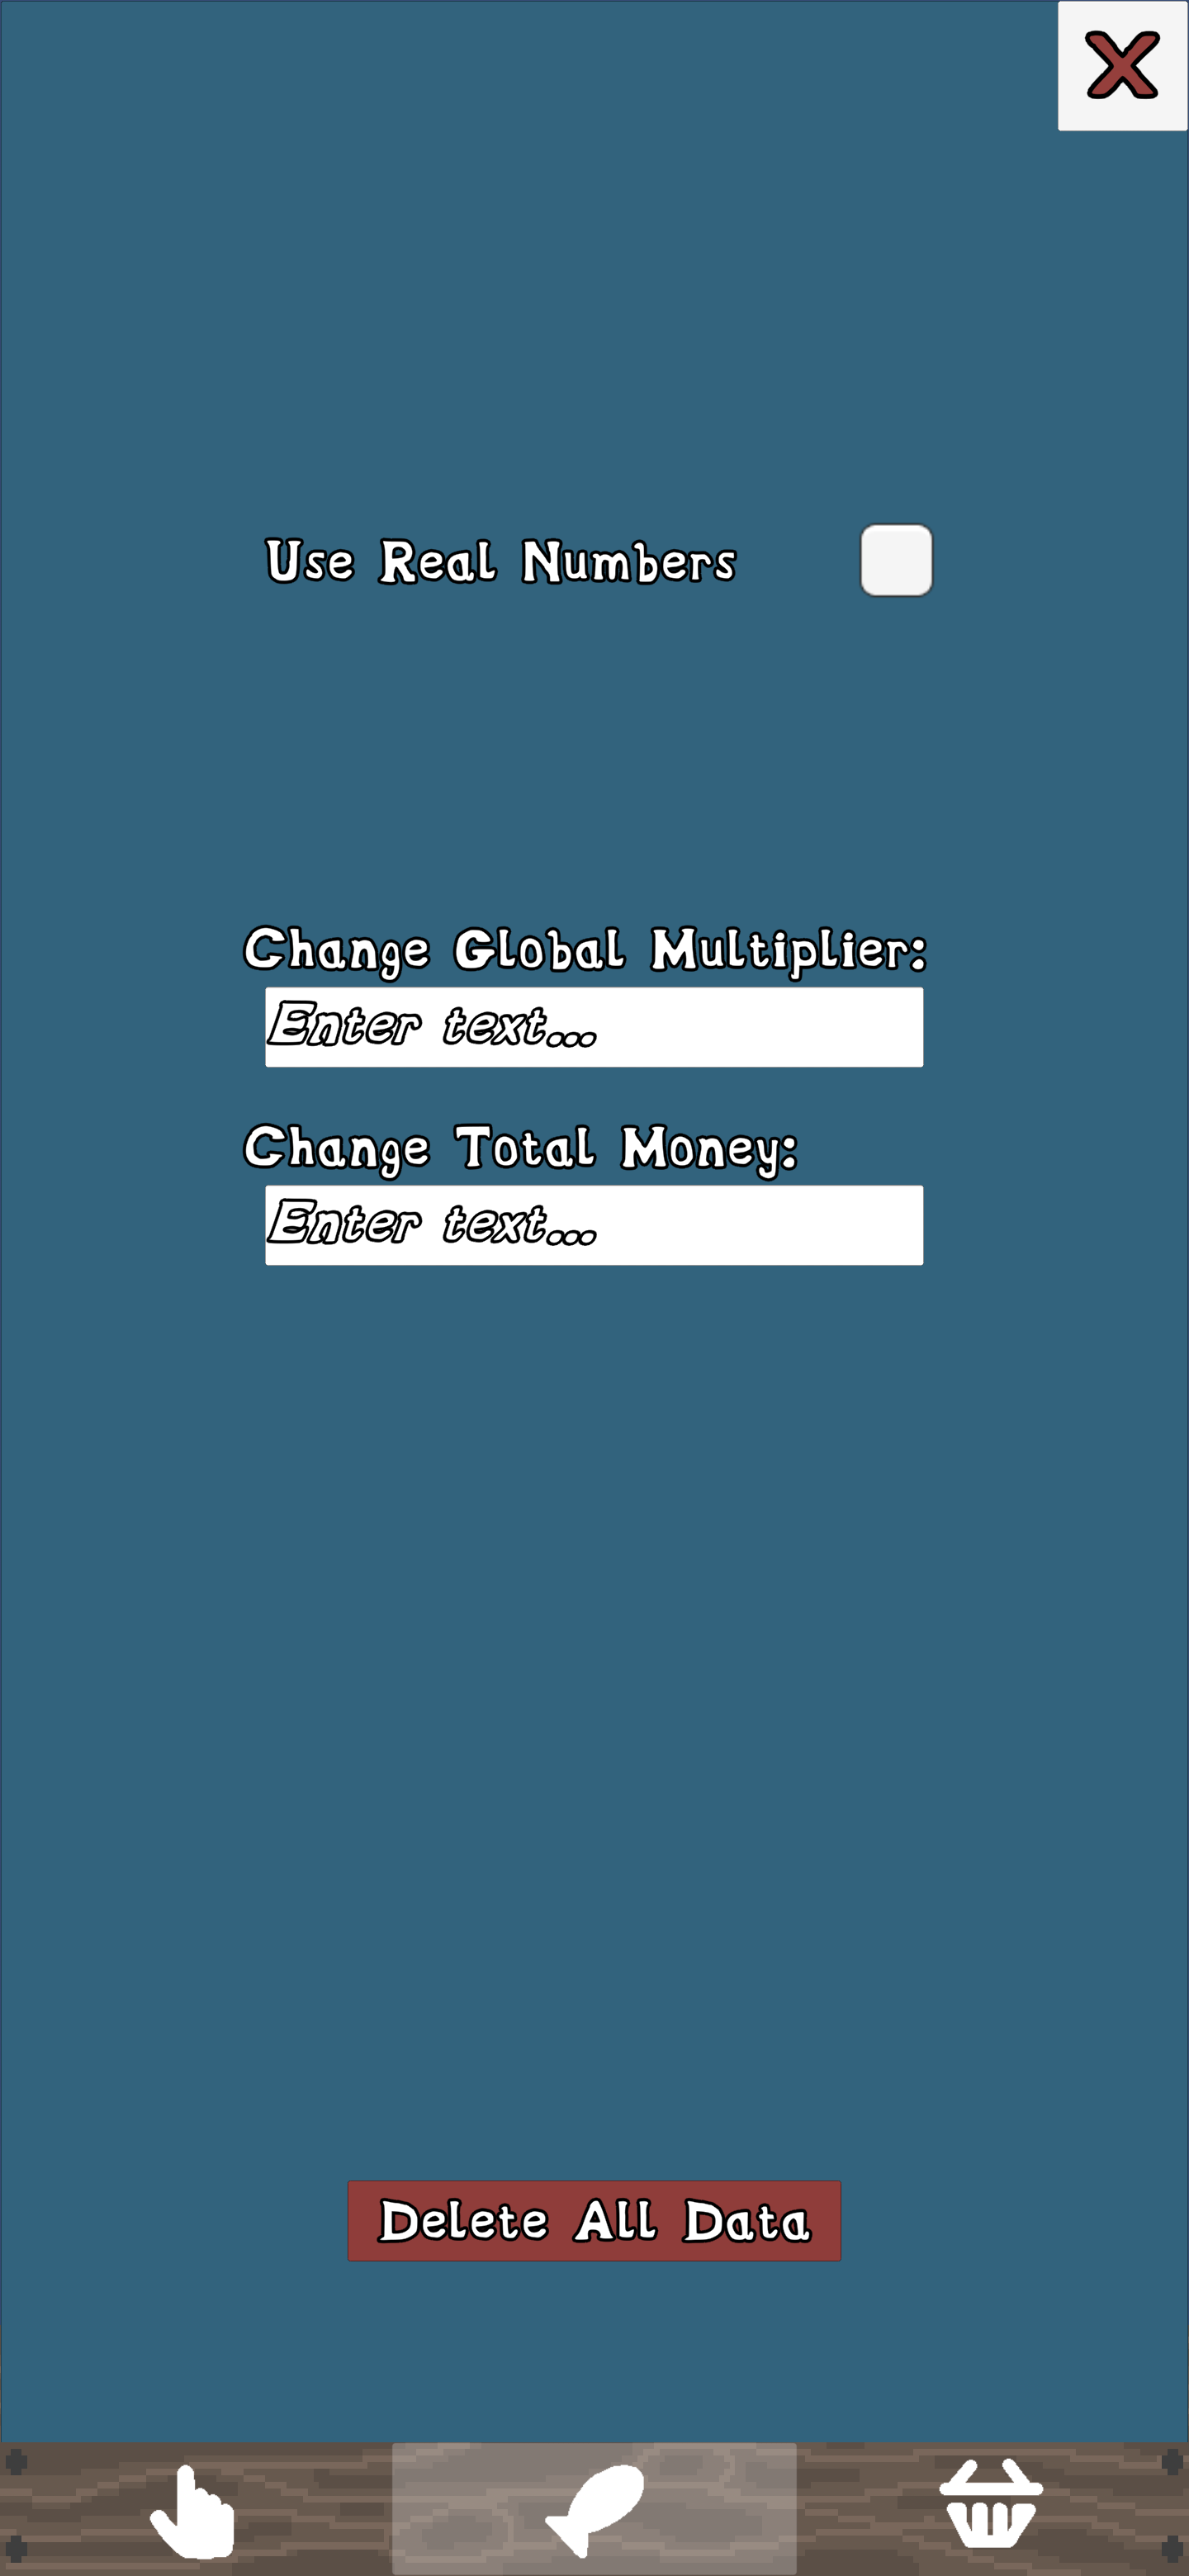 Use Real Numbers
Change Global Multiplier:
Enter text...
Change Total Money:
Enter text...
Delete All Data